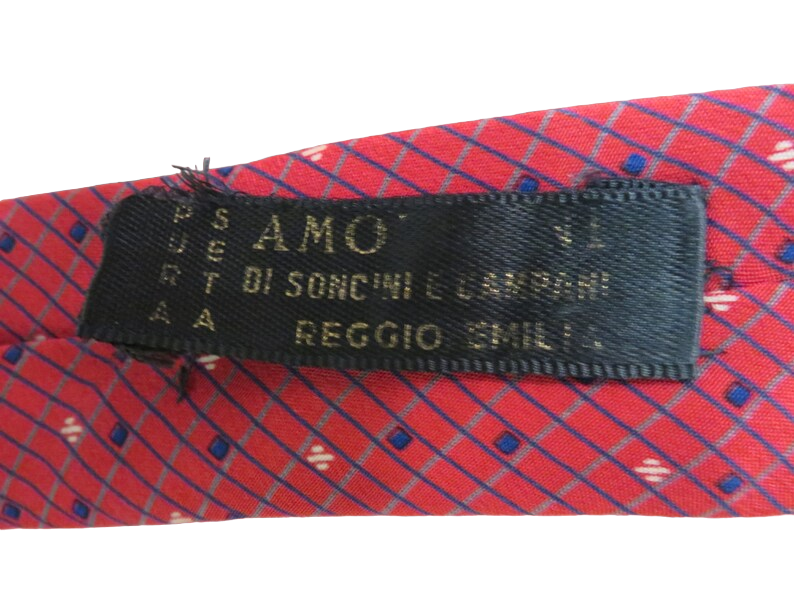 PURA
SETA
DI SONCINI E CAMPANI
REGGIO EMILIA